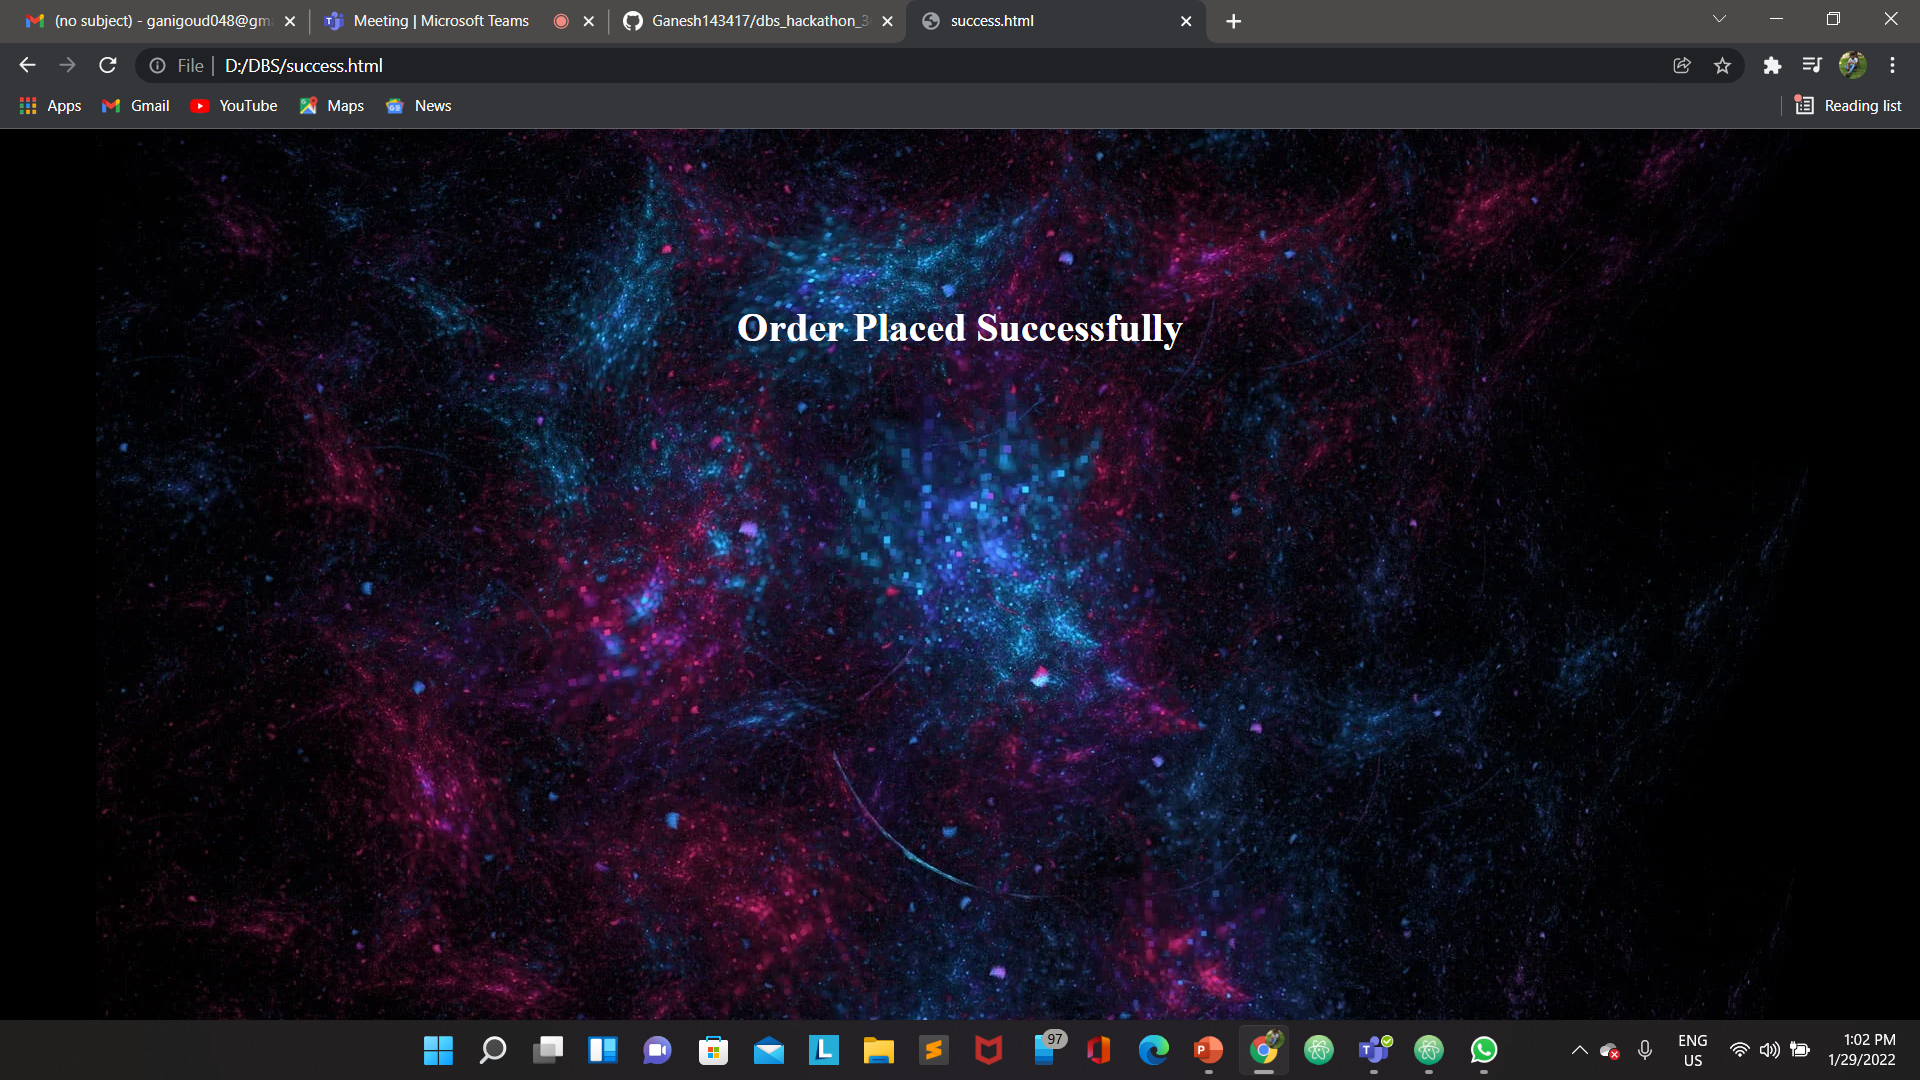 (no subject) - ganigoud048@gm
Meeting | Microsoft Teams
Ganesh143417/dbs_hackathon_3
success.html
File | D:/DBS/success.html
Apps
Gmail
YouTube
Maps
News
Reading list
Order Placed Successfully
97
ENG
US
1:02 PM
1/29/2022